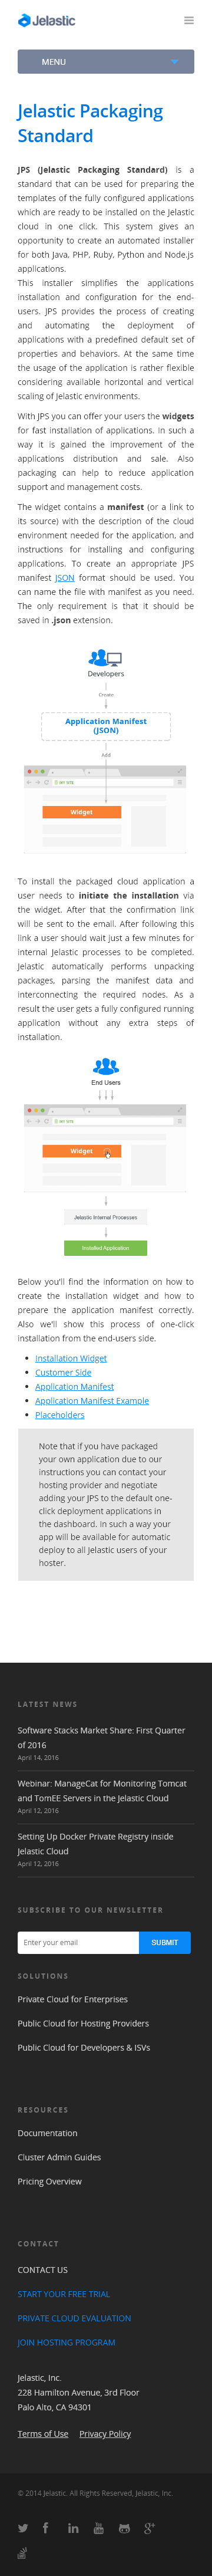 Jelastic
MENU
Jelastic Packaging
Standard
JPS (Jelastic Packaging Standard) is a
standard that can be used for preparing the
templates of the fully configured applications
which are ready to be installed on the Jelastic
cloud in one click. This system gives an
opportunity to create an automated installer
for both Java, PHP, Ruby, Python and Node.js
applications.
This installer simplifies the applications
installation and configuration for the end-
users. JPS provides the process of creating
and automating the deployment of
applications with a predefined default set of
properties and behaviors. At the same time
the usage of the application is rather flexible
considering available horizontal and vertical
scaling of Jelastic environments.
With JPS you can offer your users the widgets
for fast installation of applications. In such a
way it is gained the improvement of the
applications distribution and sale. Also
packaging can help to reduce application
support and management costs.
The widget contains a manifest (or a link to
its source) with the description of the cloud
environment needed for the application, and
instructions for installing and configuring
applications. To create an appropriate JPS
manifest JSON format should be used. You
can name the file with manifest as you need.
The only requirement is that it should be
saved in .json extension.
Developers
Create
Application Manifest
(JSON)
Add
MY SITE
Widget
To install the packaged cloud application a
user needs to initiate the installation via
the widget. After that the confirmation link
will be sent to the email. After following this
link a user should wait just a few minutes for
internal Jelastic processes to be completed.
Jelastic automatically performs unpacking
packages, parsing the manifest data and
interconnecting the required nodes. As a
result the user gets a fully configured running
application without any extra steps of
installation.
End Users
MY SITE
Widget
Jelastic Internal Processes
Installed Application
Below you'll find the information on how to
create the installation widget and how to
prepare the application manifest correctly.
Also we'll show this process of one-click
installation from the end-users side.
Installation Widget
Customer Side
Application Manifest
Application Manifest Example
Placeholders
Note that if you have packaged
your own application due to our
instructions you can contact your
hosting provider and negotiate
adding your JPS to the default one-
click deployment applications in
the dashboard. In such a way your
app will be available for automatic
deploy to all Jelastic users of your
hoster.
LATEST NEWS
Software Stacks Market Share: First Quarter
of 2016
April 14, 2016
Webinar: ManageCat for Monitoring Tomcat
and TomEE Servers in the Jelastic Cloud
April 12, 2016
Setting Up Docker Private Registry inside
Jelastic Cloud
April 12, 2016
SUBSCRIBE TO OUR NEWSLETTER
Enter your email
SUBMIT
SOLUTIONS
Private Cloud for Enterprises
Public Cloud for Hosting Providers
Public Cloud for Developers & ISVs
RESOURCES
Documentation
Cluster Admin Guides
Pricing Overview
CONTACT
CONTACT US
START YOUR FREE TRIAL
PRIVATE CLOUD EVALUATION
JOIN HOSTING PROGRAM
Jelastic, Inc.
228 Hamilton Avenue, 3rd Floor
Palo Alto, CA 94301
Terms of Use Privacy Policy
© 2014 Jelastic. All Rights Reserved, Jelastic, Inc.